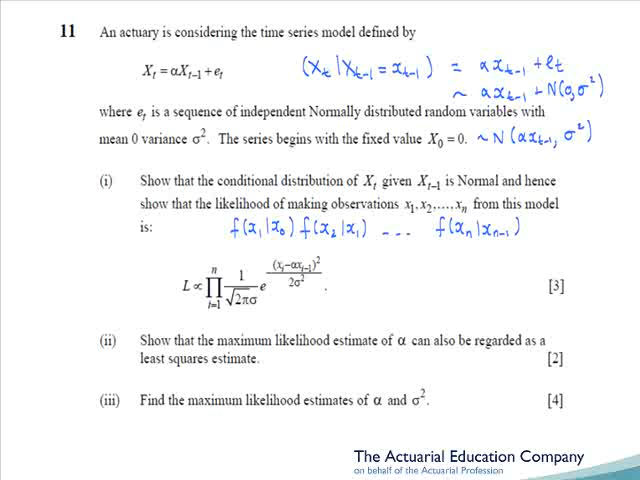 11 An actuary is considering the time series model defined by
X_t = αX_{t−1} + e_t (X_t | X_{t−1} = x_{t−1}) = αx_{t−1} + e_t
~ αx_{t−1} + N(0, σ²)
where e_t is a sequence of independent Normally distributed random variables with
mean 0 variance σ². The series begins with the fixed value X_0 = 0. ~ N(αx_{t−1}, σ²)
(i) Show that the conditional distribution of X_t given X_{t−1} is Normal and hence
show that the likelihood of making observations x_1, x_2, ..., x_n from this model
is: f(x_1|x_0) f(x_2|x_1) ... f(x_n|x_{n−1})
L ∝ ∏_{t=1}^{n} 1/(√2πσ) e^{−(x_t−αx_{t−1})²/2σ²}. [3]
(ii) Show that the maximum likelihood estimate of α can also be regarded as a
least squares estimate. [2]
(iii) Find the maximum likelihood estimates of α and σ². [4]
The Actuarial Education Company
on behalf of the Actuarial Profession